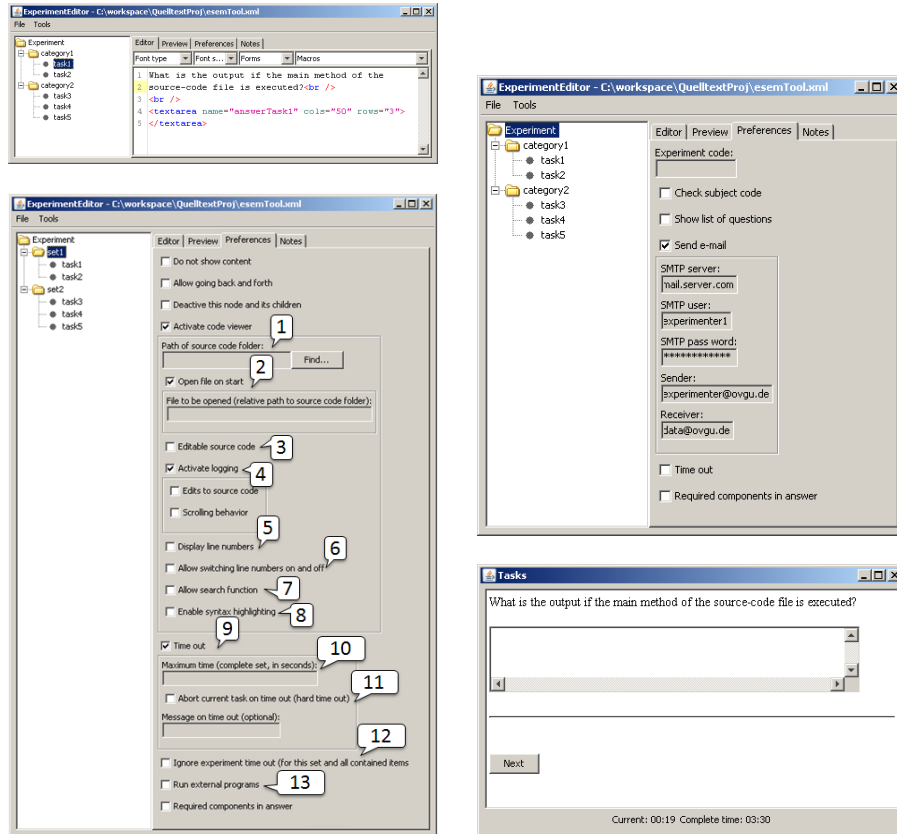 ExperimentEditor - C:\workspace\QuelltextProj\esemTool.xml
File Tools
Experiment
category1
task1
task2
category2
task3
task4
task5
Editor Preview Preferences Notes
Font type Font s... Forms Macros
1 What is the output if the main method of the
2 source-code file is executed?<br />
3 <br />
4 <textarea name="answerTask1" cols="50" rows="3">
5 </textarea>
ExperimentEditor - C:\workspace\QuelltextProj\esemTool.xml
File Tools
Experiment
set1
task1
task2
set2
task3
task4
task5
Editor Preview Preferences Notes
Do not show content
Allow going back and forth
Deactive this node and its children
Activate code viewer
1
Path of source code folder:
Find...
2
Open file on start
File to be opened (relative path to source code folder):
Editable source code
3
Activate logging
4
Edits to source code
Scrolling behavior
5
Display line numbers
6
Allow switching line numbers on and off
Allow search function
7
Enable syntax highlighting
8
9
Time out
10
Maximum time (complete set, in seconds):
11
Abort current task on time out (hard time out)
Message on time out (optional):
12
Ignore experiment time out (for this set and all contained items
Run external programs
13
Required components in answer
ExperimentEditor - C:\workspace\QuelltextProj\esemTool.xml
File Tools
Experiment
category1
task1
task2
category2
task3
task4
task5
Editor Preview Preferences Notes
Experiment code:
Check subject code
Show list of questions
Send e-mail
SMTP server:
mail.server.com
SMTP user:
experimenter1
SMTP pass word:
************
Sender:
experimenter@ovgu.de
Receiver:
data@ovgu.de
Time out
Required components in answer
Tasks
What is the output if the main method of the source-code file is executed?
Next
Current: 00:19 Complete time: 03:30